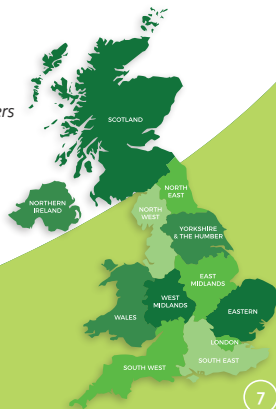 ers
SCOTLAND
NORTHERN
IRELAND
NORTH
EAST
NORTH
WEST
YORKSHIRE
& THE HUMBER
EAST
MIDLANDS
WEST
MIDLANDS
WALES
EASTERN
LONDON
SOUTH WEST
SOUTH EAST
7